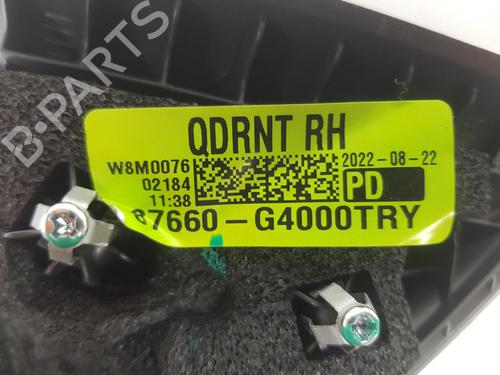 B-PARTS
QDRNT RH
W8M0076
02184
11:38
2022-08-22
PD
87660-G4000TRY